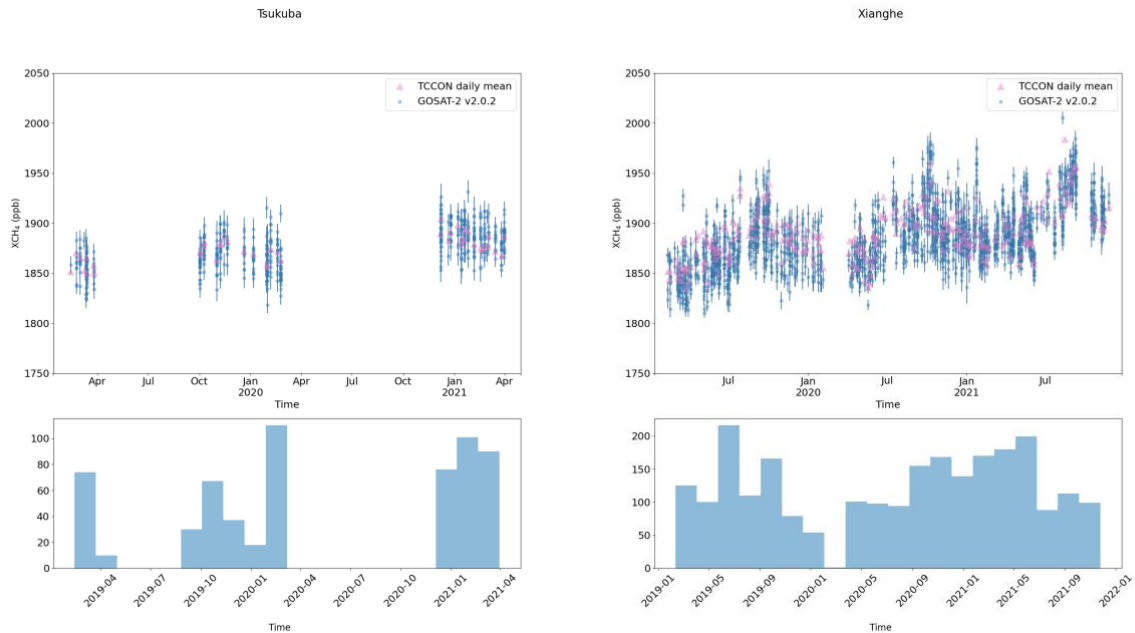 Tsukuba
2050
2000
1950
1900
1850
1800
1750
XCH₄ (ppb)
TCCON daily mean
GOSAT-2 v2.0.2
Apr Jul Oct Jan Apr Jul Oct Jan Apr
2020 2021
Time
100
80
60
40
20
0
2019-04 2019-07 2019-10 2020-01 2020-04 2020-07 2020-10 2021-01 2021-04
Time
Xianghe
2050
2000
1950
1900
1850
1800
1750
XCH₄ (ppb)
TCCON daily mean
GOSAT-2 v2.0.2
Jul Jan Jul Jan Jul
2020 2021
Time
200
150
100
50
0
2019-01 2019-05 2019-09 2020-01 2020-05 2020-09 2021-01 2021-05 2021-09 2022-01
Time